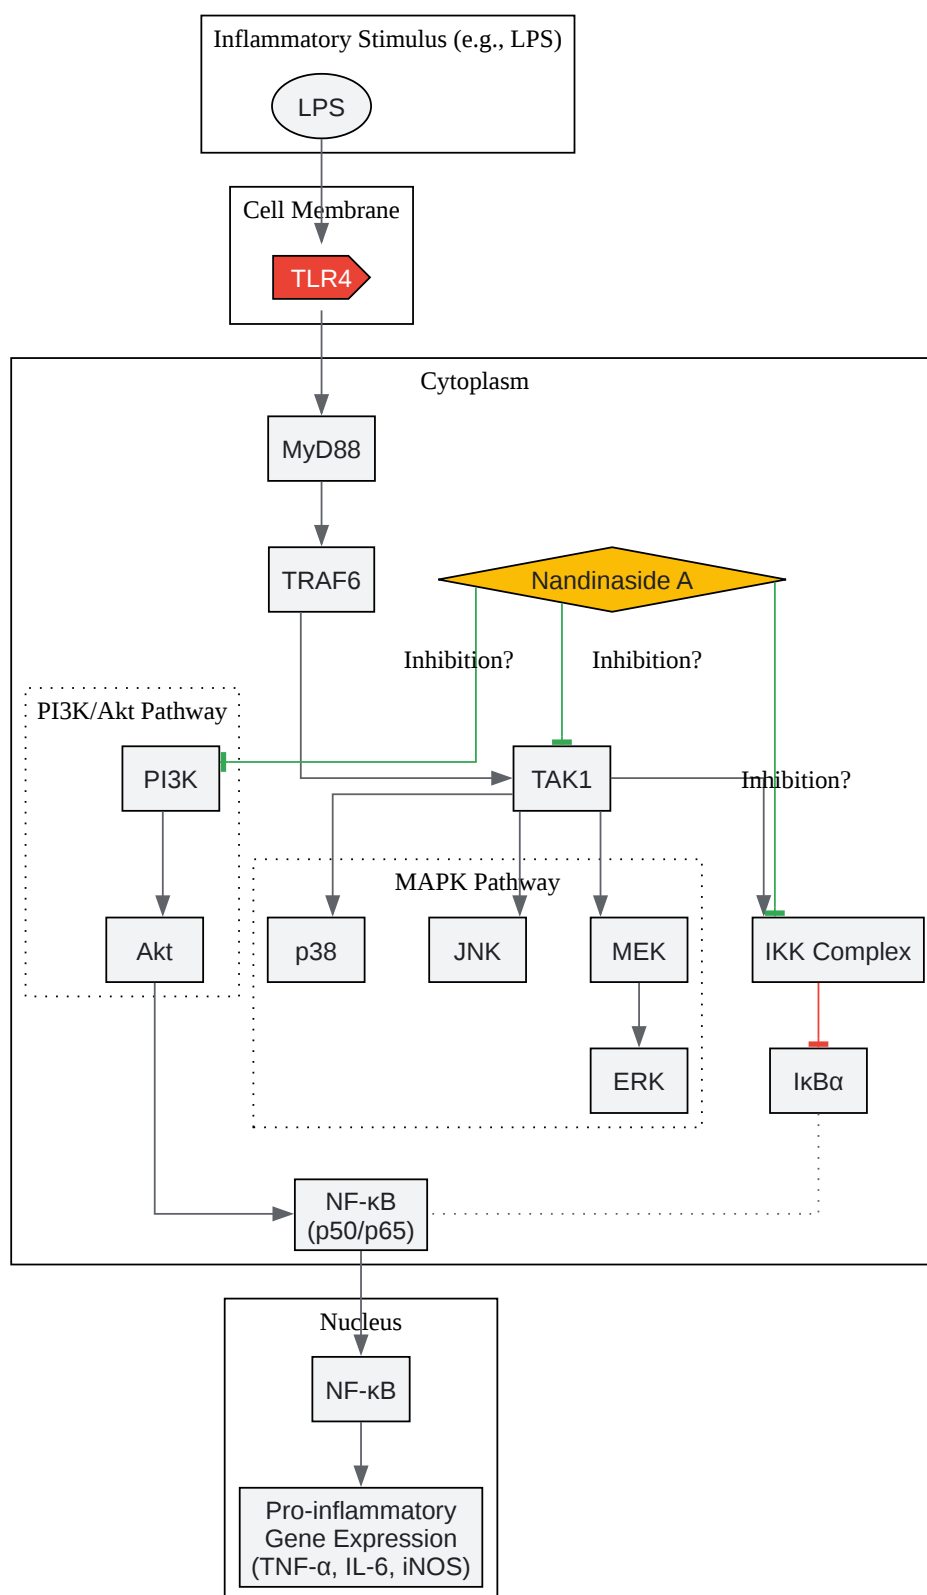 Inflammatory Stimulus (e.g., LPS)
LPS
Cell Membrane
TLR4
Cytoplasm
MyD88
TRAF6
Nandinaside A
Inhibition?
Inhibition?
PI3K/Akt Pathway
PI3K
TAK1
Inhibition?
MAPK Pathway
Akt
p38
JNK
MEK
IKK Complex
ERK
IκBα
NF-κB
(p50/p65)
Nucleus
NF-κB
Pro-inflammatory
Gene Expression
(TNF-α, IL-6, iNOS)